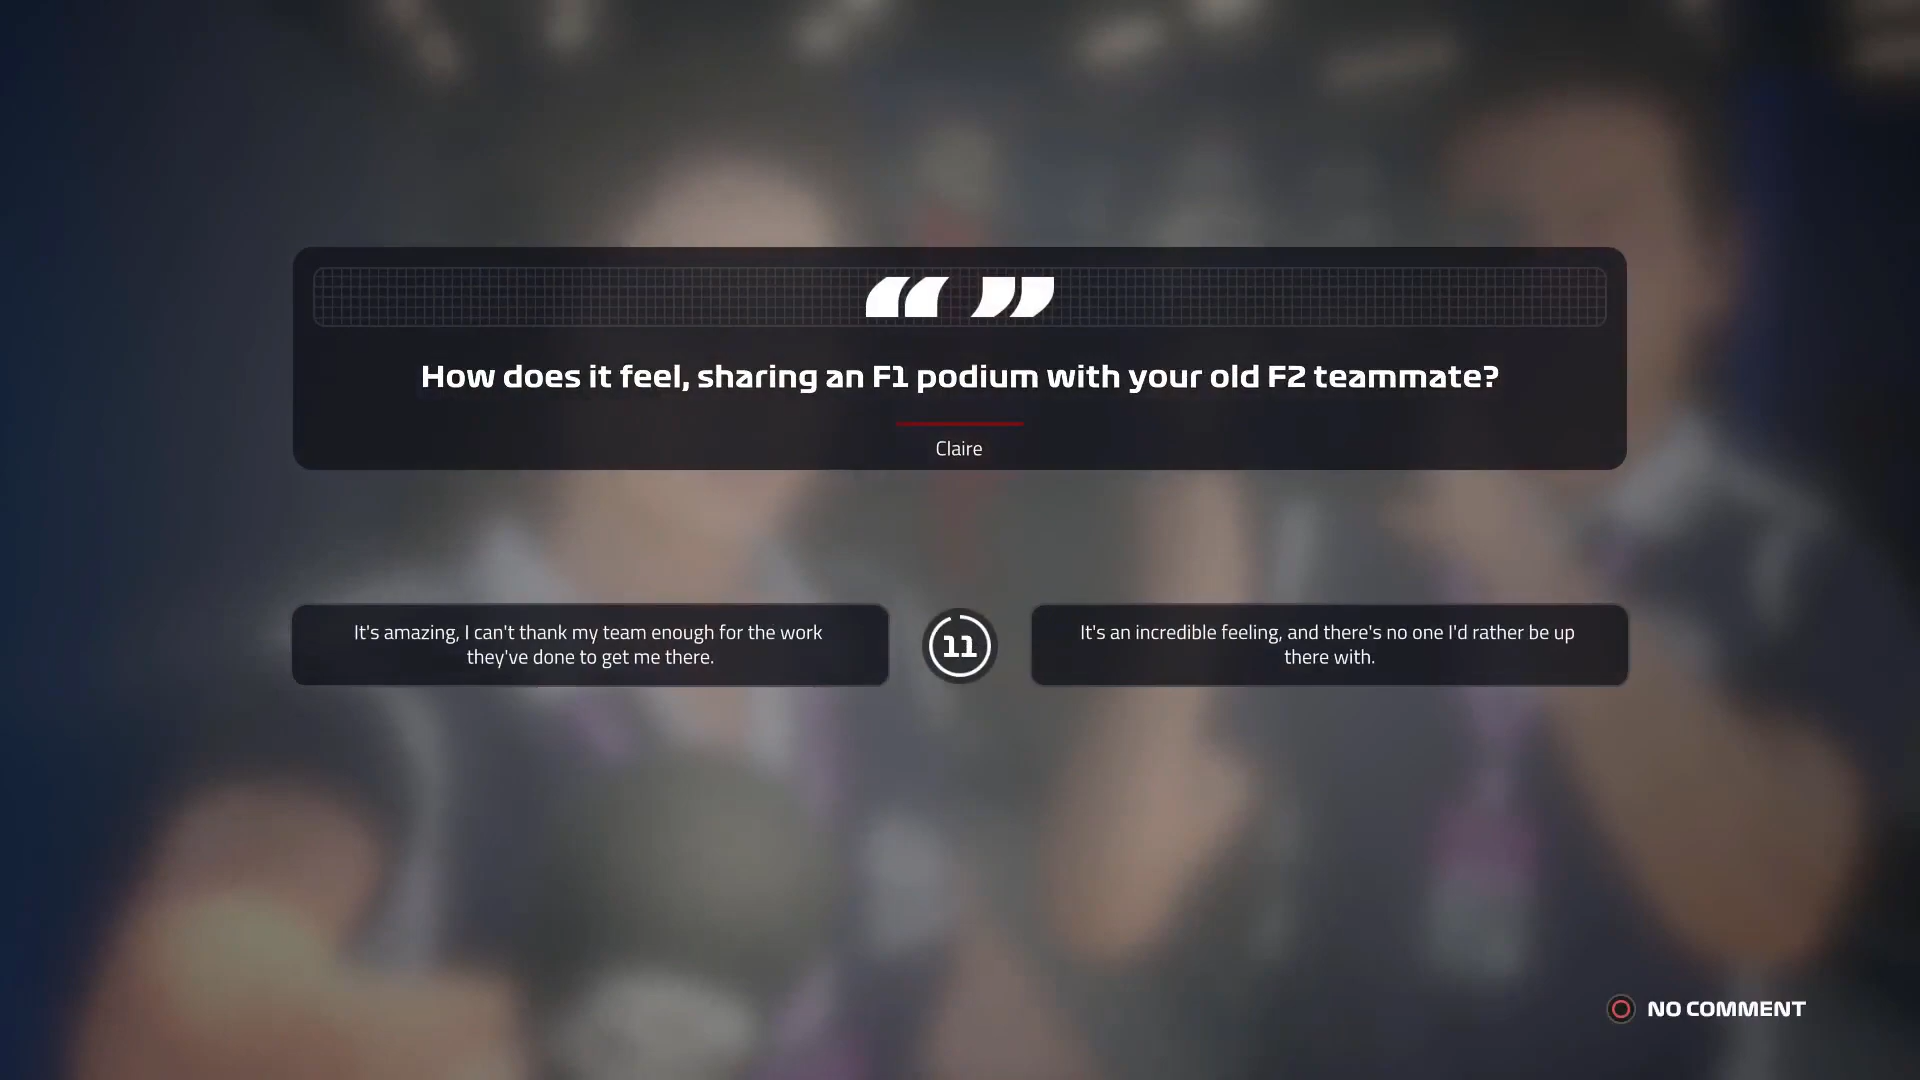 “ ”
How does it feel, sharing an F1 podium with your old F2 teammate?
Claire
It's amazing, I can't thank my team enough for the work
they've done to get me there.
11
It's an incredible feeling, and there's no one I'd rather be up
there with.
NO COMMENT